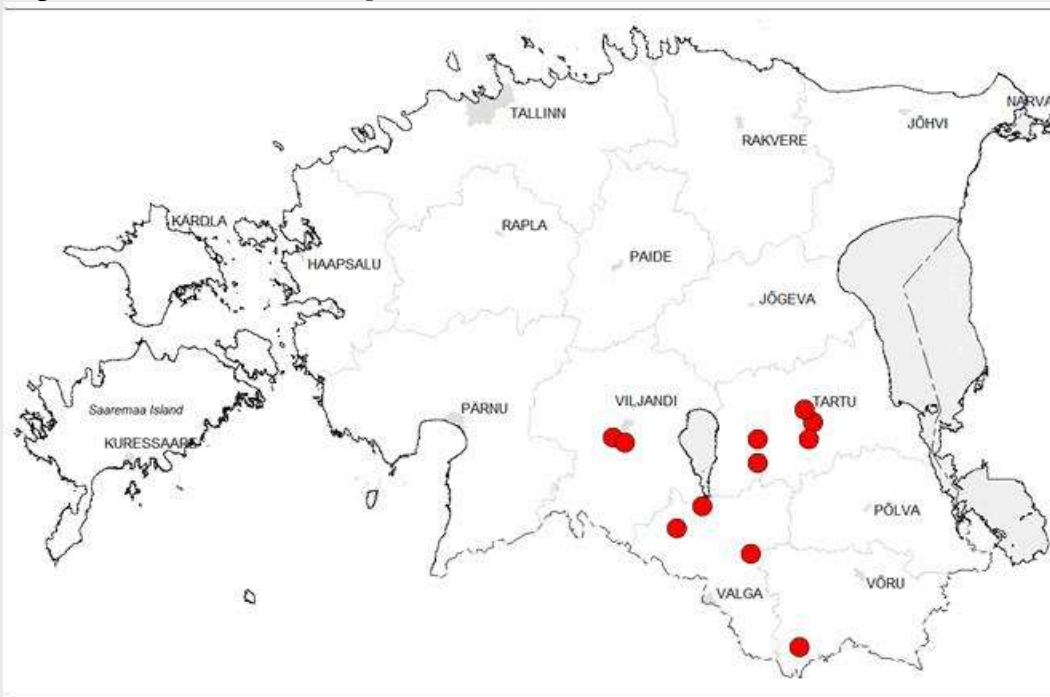 TALLINN
NARVA
JÕHVI
RAKVERE
KÄRDLA
RAPLA
HAAPSALU
PAIDE
JÕGEVA
Saaremaa Island
PÄRNU
VILJANDI
TARTU
KURESSAARE
PÕLVA
VÕRU
VALGA